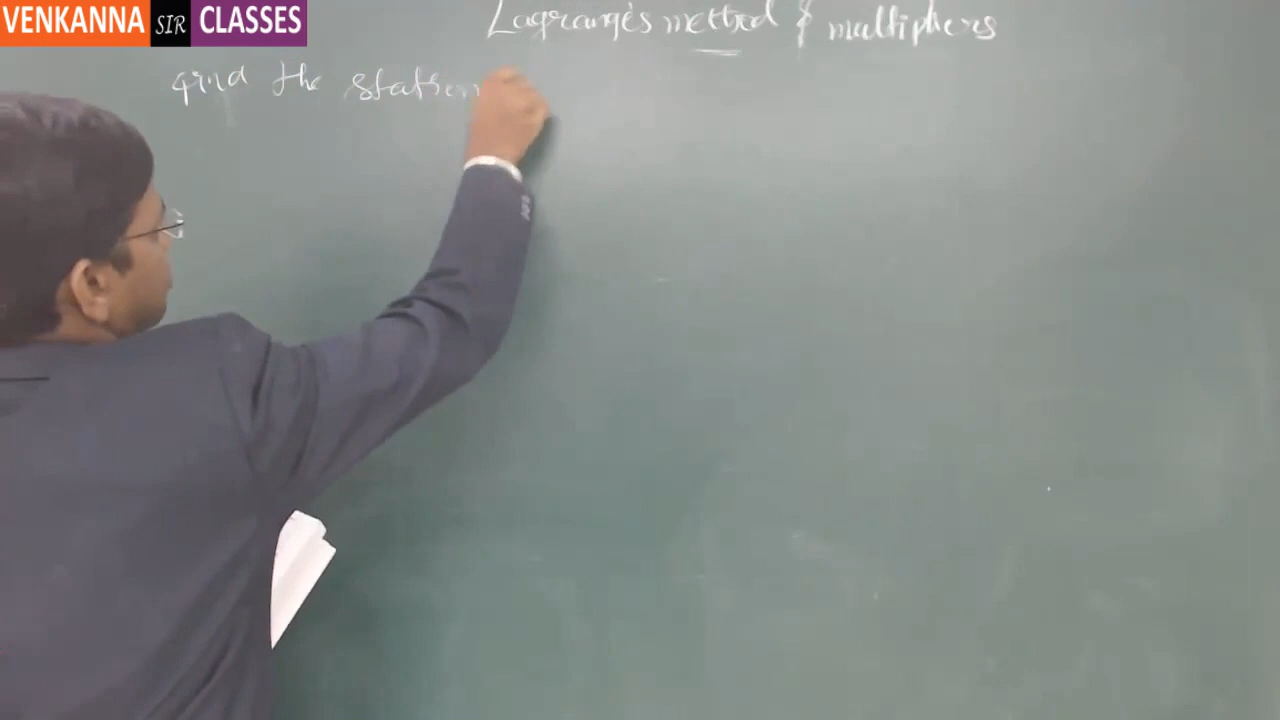 VENKANNA SIR CLASSES
Lagrange's method of multipliers
find the station